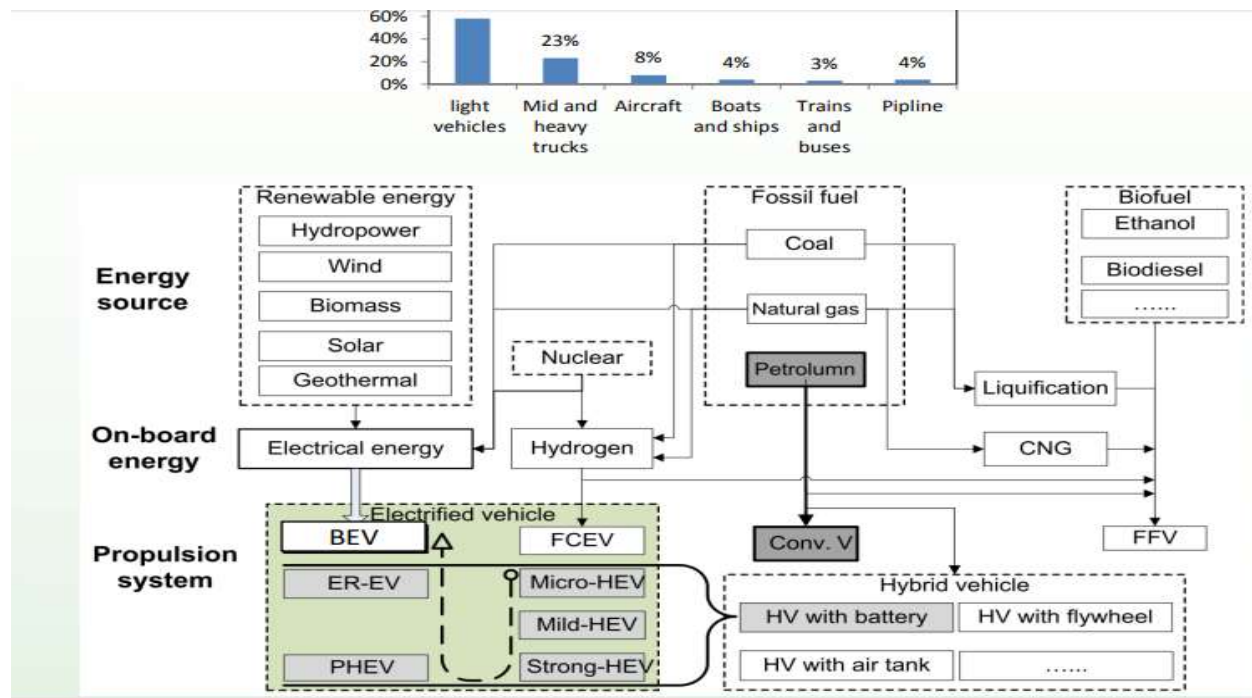 60%
40%
20%
0%
23%
8%
4%
3%
4%
light
vehicles
Mid and
heavy
trucks
Aircraft
Boats
and ships
Trains
and
buses
Pipline
Energy
source
Renewable energy
Hydropower
Wind
Biomass
Solar
Geothermal
Nuclear
Fossil fuel
Coal
Natural gas
Petrolumn
Biofuel
Ethanol
Biodiesel
......
Liquification
On-board
energy
Electrical energy
Hydrogen
CNG
Propulsion
system
Electrified vehicle
BEV
FCEV
ER-EV
Micro-HEV
Mild-HEV
PHEV
Strong-HEV
Conv. V
FFV
Hybrid vehicle
HV with battery
HV with flywheel
HV with air tank
......